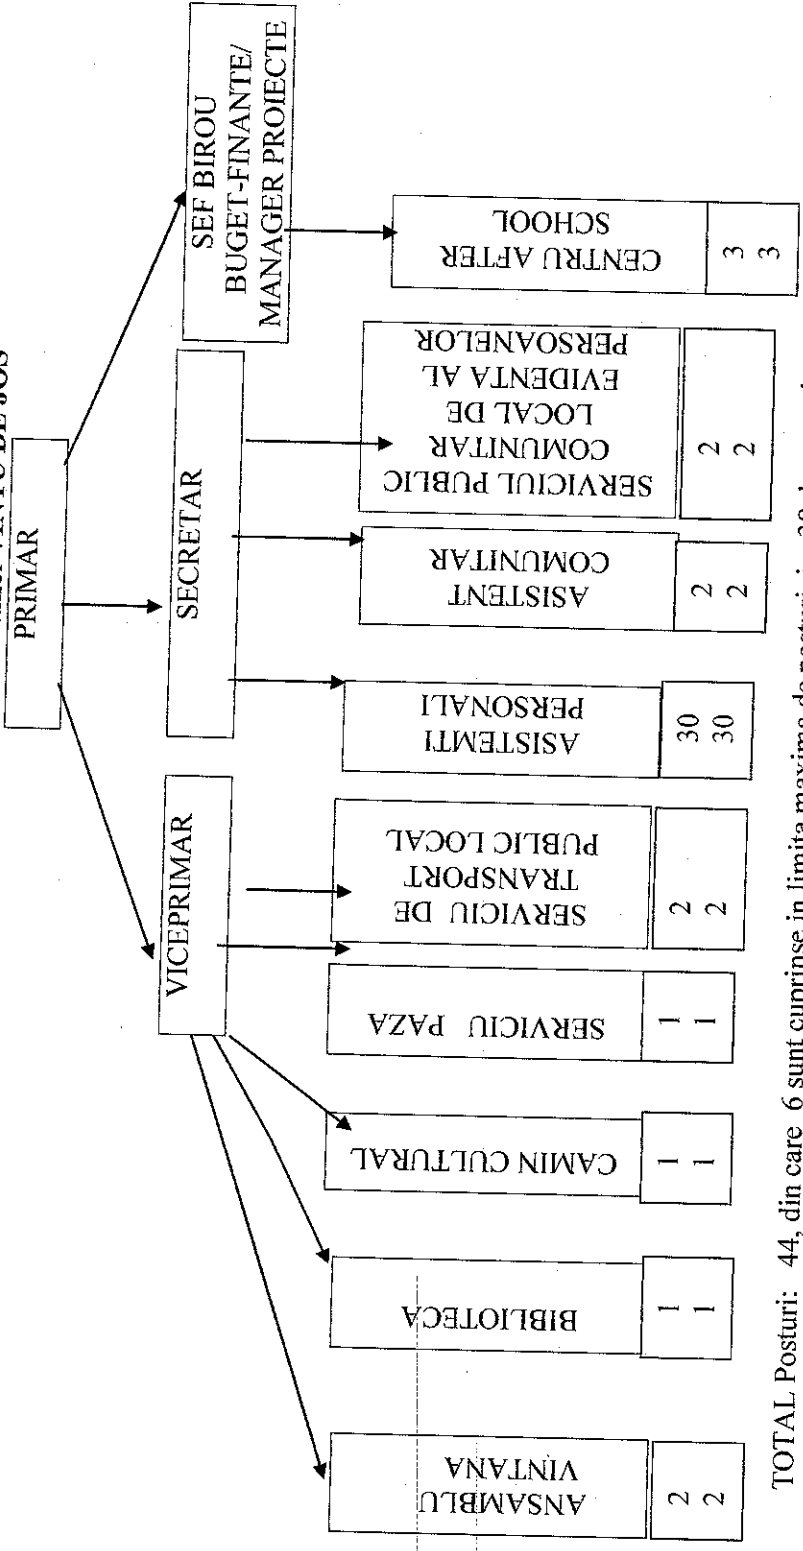 VINTU DE JOS
PRIMAR
VICEPRIMAR
SECRETAR
SEF BIROU
BUGET-FINANTE/
MANAGER PROIECTE
ANSAMBLU
VINTANA
2
2
BIBLIOTECA
1
1
CAMIN CULTURAL
1
1
SERVICIU PAZA
1
1
SERVICIU DE
TRANSPORT
PUBLIC LOCAL
2
2
ASISTEMTI
PERSONALI
30
30
ASISTENT
COMUNITAR
2
2
SERVICIUL PUBLIC
COMUNITAR
LOCAL DE
EVIDENTA AL
PERSOANELOR
2
2
CENTRU AFTER
SCHOOL
3
3
TOTAL Posturi: 44, din care 6 sunt cuprinse in limita maxima de posturi